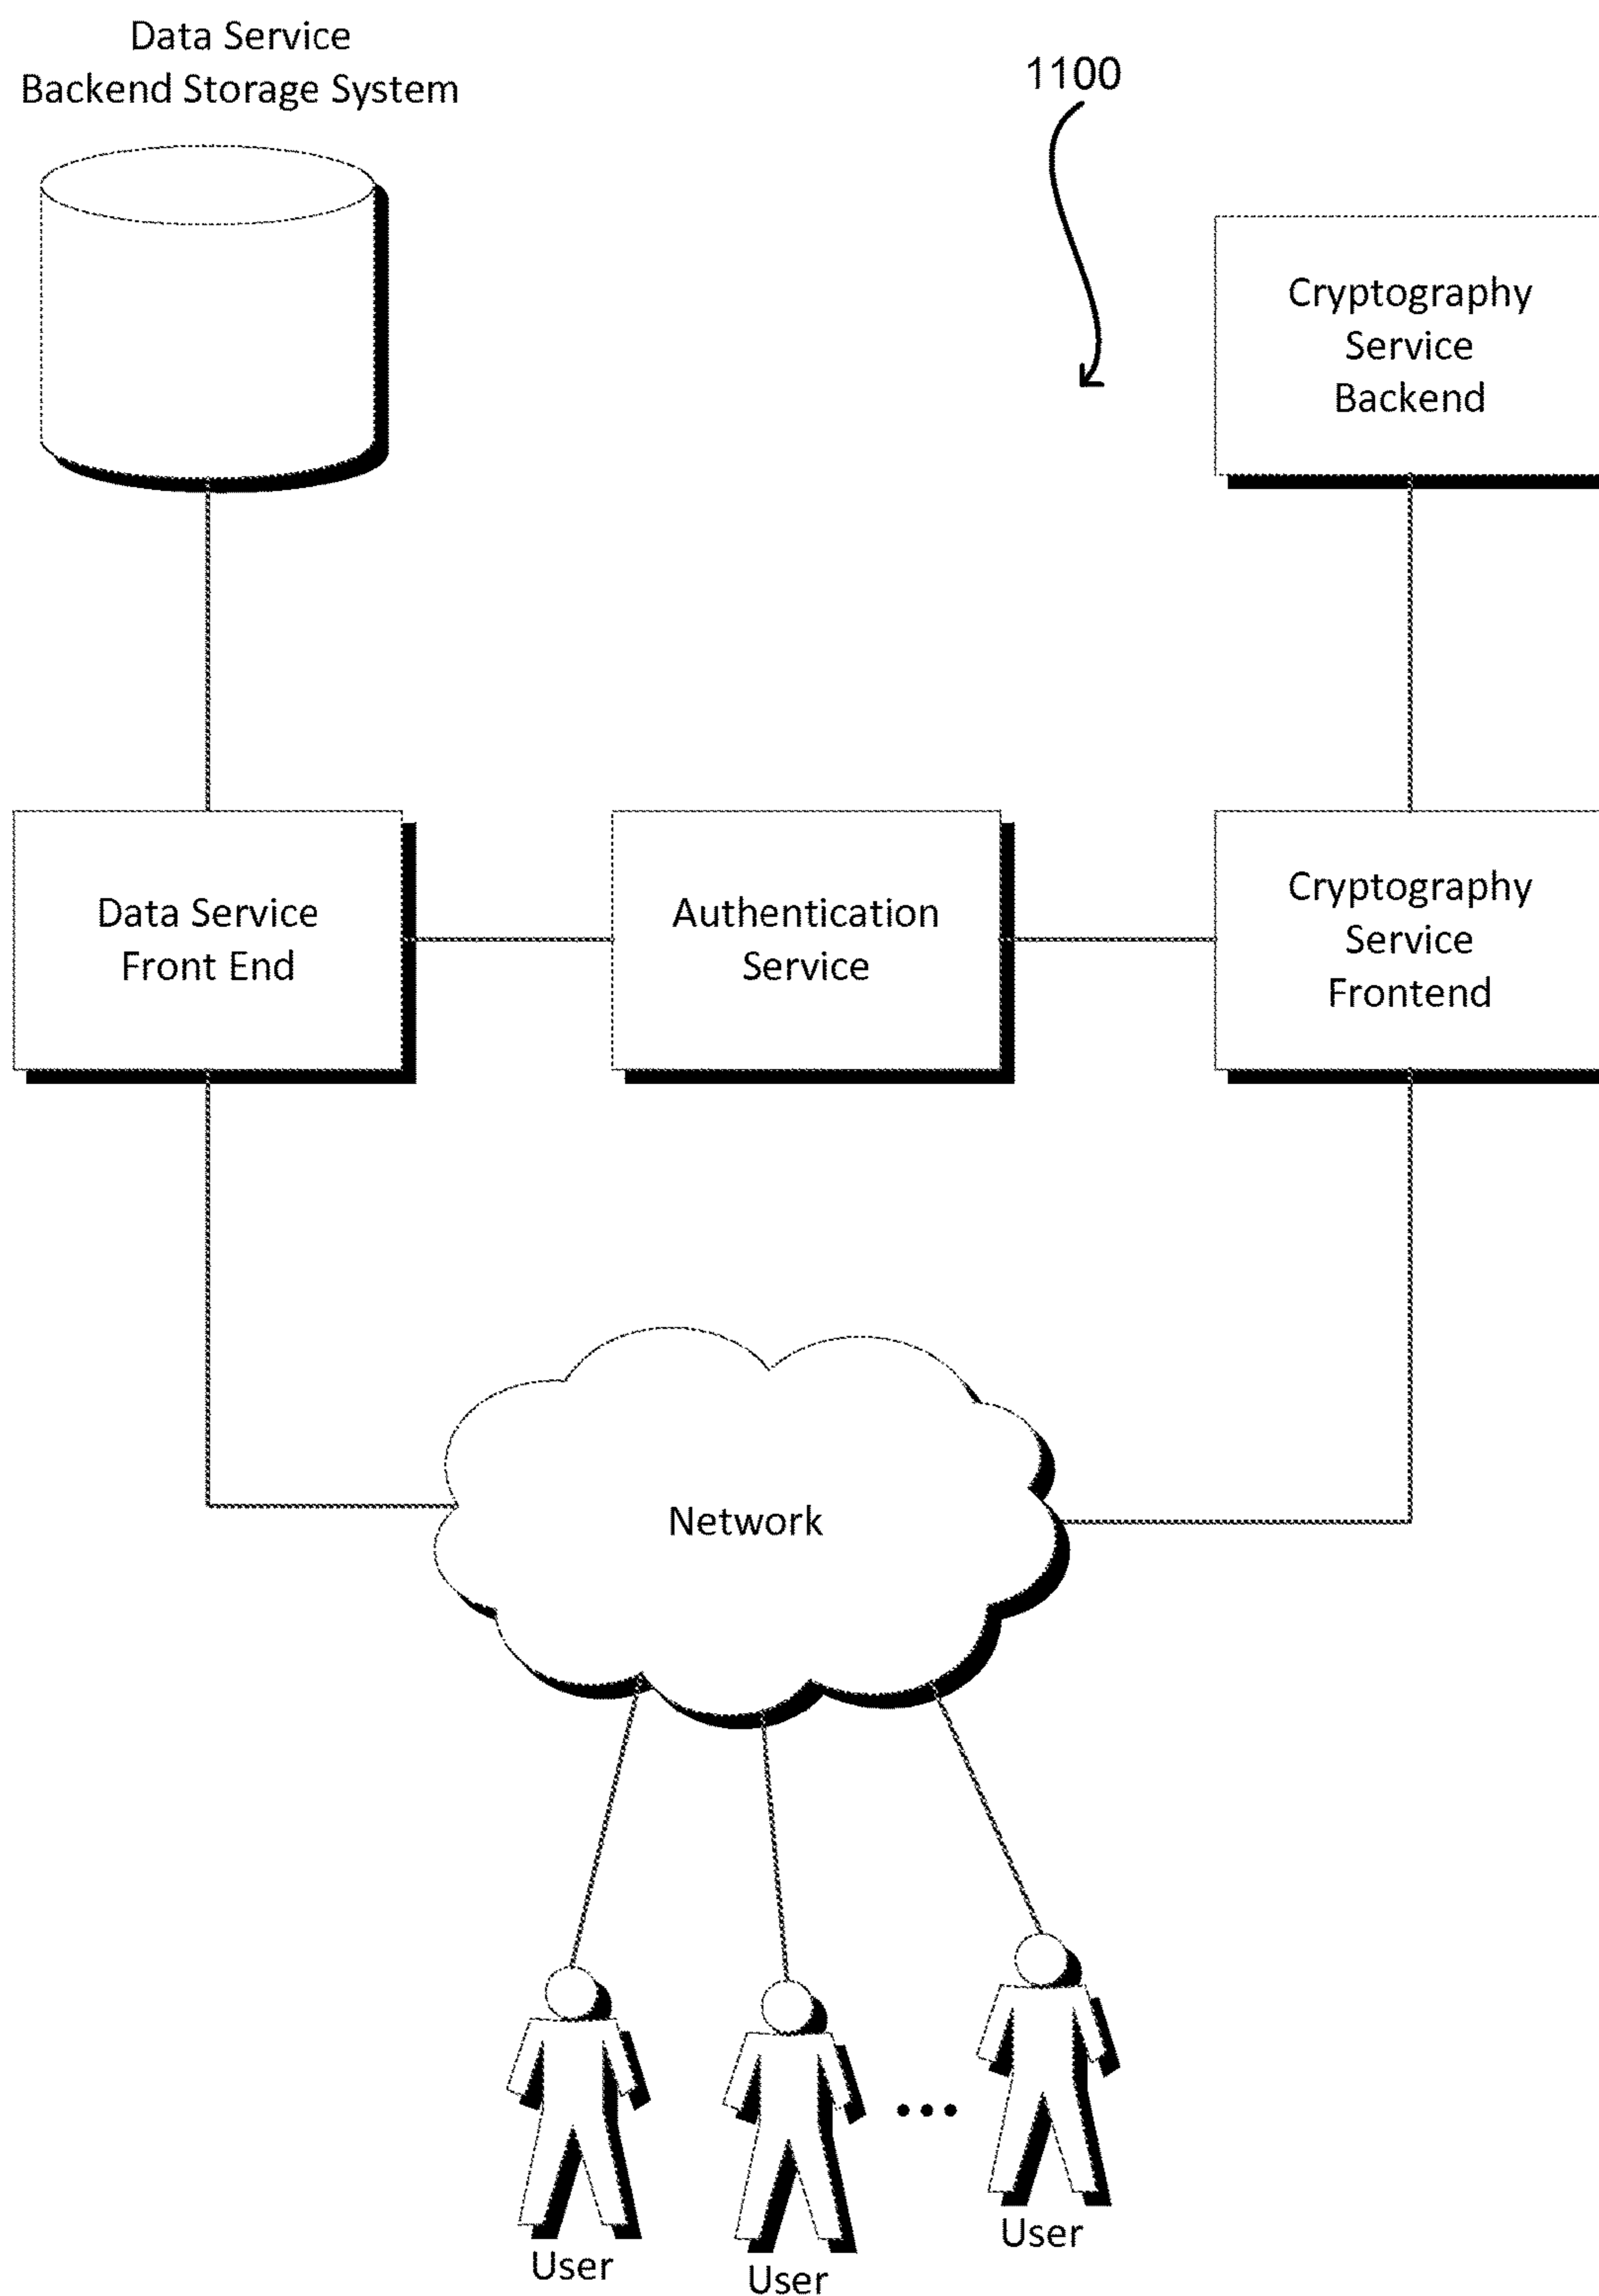 Data Service
Backend Storage System
1100
Cryptography
Service
Backend
Data Service
Front End
Authentication
Service
Cryptography
Service
Frontend
Network
User
User
User